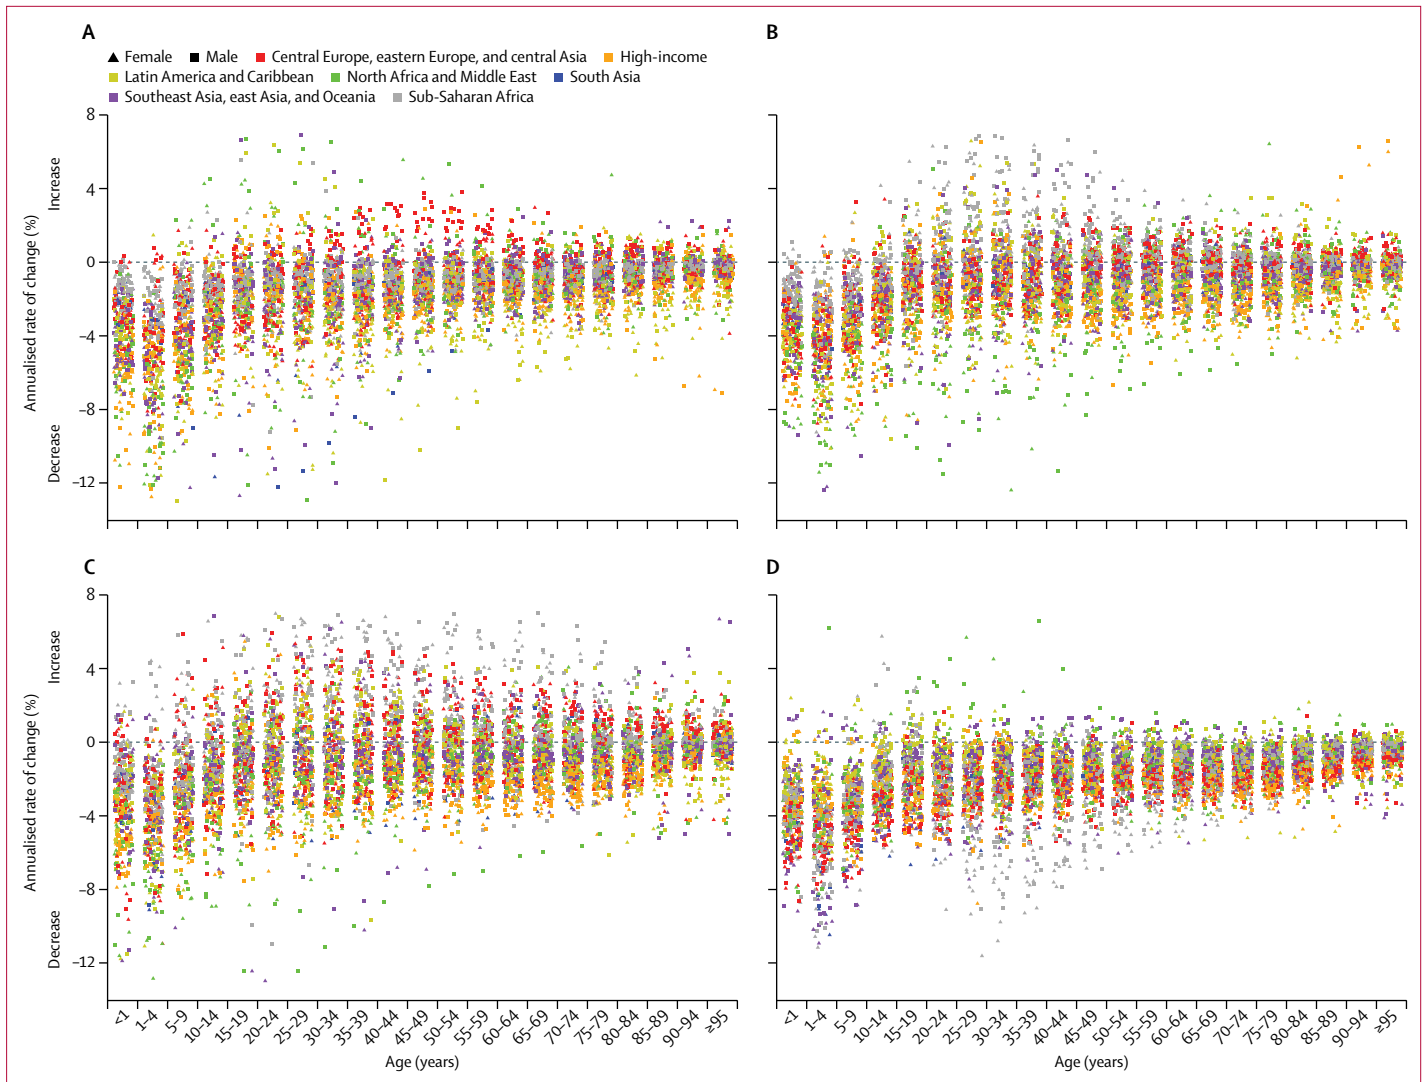 A
B
Female Male Central Europe, eastern Europe, and central Asia High-income
Latin America and Caribbean North Africa and Middle East South Asia
Southeast Asia, east Asia, and Oceania Sub-Saharan Africa
8
4
0
–4
–8
–12
Annualised rate of change (%)
Increase
Decrease
C
D
8
4
0
–4
–8
–12
Annualised rate of change (%)
Increase
Decrease
<1 1–4 5–9 10–14 15–19 20–24 25–29 30–34 35–39 40–44 45–49 50–54 55–59 60–64 65–69 70–74 75–79 80–84 85–89 90–94 ≥95
Age (years)
<1 1–4 5–9 10–14 15–19 20–24 25–29 30–34 35–39 40–44 45–49 50–54 55–59 60–64 65–69 70–74 75–79 80–84 85–89 90–94 ≥95
Age (years)